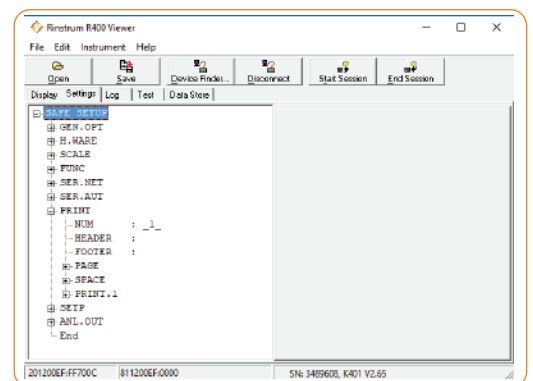 Rinstrum R400 Viewer
File Edit Instrument Help
Open Save Device Finder... Disconnect Start Session End Session
Display Settings Log Test Data Store
SAFE SETUP
GEN.OPT
H.WARE
SCALE
FUNC
SER.NET
SER.AUT
PRINT
NUM : _1_
HEADER :
FOOTER :
PAGE
SPACE
PRINT.1
SETP
ANL.OUT
End
201200EF:FF700C 811200EF:0000 SN: 3489608, K401 V2.65